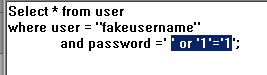 Select * from user
where user = "fakeusername"
and password =' ' or '1'='1';